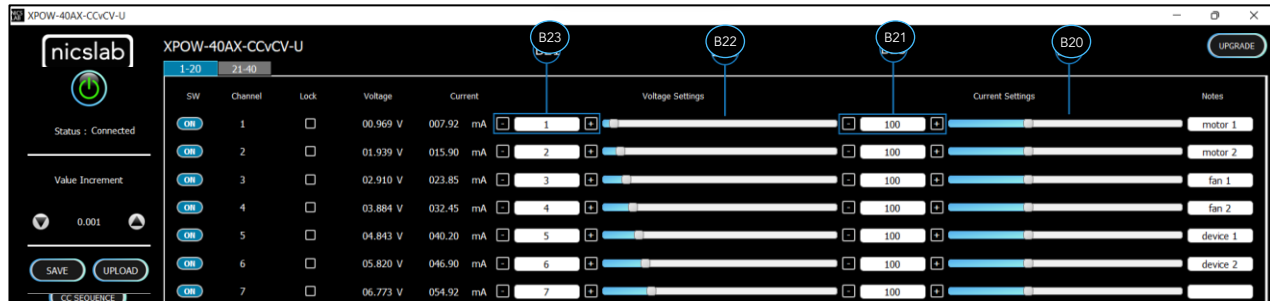 XPOW-40AX-CCvCV-U
nicslab
XPOW-40AX-CCvCV-U
B23
B22
B21
B20
UPGRADE
1-20 21-40
SW Channel Lock Voltage Current Voltage Settings Current Settings Notes
Status : Connected
ON 1 00.969 V 007.92 mA - 1 + - 100 + motor 1
ON 2 01.939 V 015.90 mA - 2 + - 100 + motor 2
Value Increment
ON 3 02.910 V 023.85 mA - 3 + - 100 + fan 1
0.001
ON 4 03.884 V 032.45 mA - 4 + - 100 + fan 2
ON 5 04.843 V 040.20 mA - 5 + - 100 + device 1
SAVE UPLOAD
ON 6 05.820 V 046.90 mA - 6 + - 100 + device 2
ON 7 06.773 V 054.92 mA - 7 + - 100 +
CC SEQUENCE